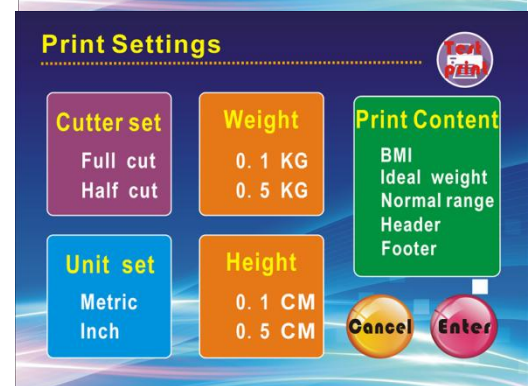 Print Settings
Test
print
Cutter set
Full cut
Half cut
Weight
0. 1 KG
0. 5 KG
Print Content
BMI
Ideal weight
Normal range
Header
Footer
Unit set
Metric
Inch
Height
0. 1 CM
0. 5 CM
Cancel
Enter